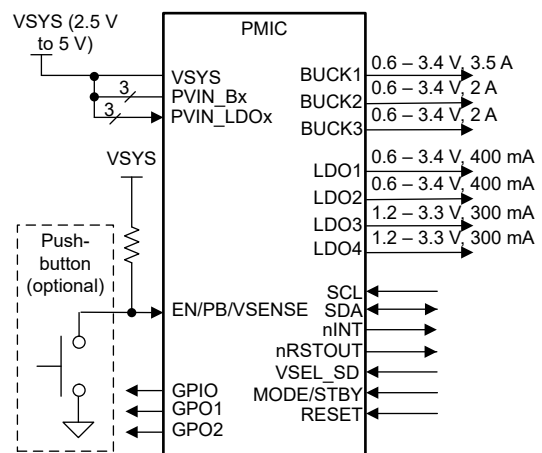 VSYS (2.5 V
to 5 V)
PMIC
VSYS
PVIN_Bx
PVIN_LDOx
3
3
BUCK1
BUCK2
BUCK3
0.6 – 3.4 V, 3.5 A
0.6 – 3.4 V, 2 A
0.6 – 3.4 V, 2 A
LDO1
LDO2
LDO3
LDO4
0.6 – 3.4 V, 400 mA
0.6 – 3.4 V, 400 mA
1.2 – 3.3 V, 300 mA
1.2 – 3.3 V, 300 mA
VSYS
Push-
button
(optional)
EN/PB/VSENSE
SCL
SDA
nINT
nRSTOUT
VSEL_SD
MODE/STBY
RESET
GPIO
GPO1
GPO2